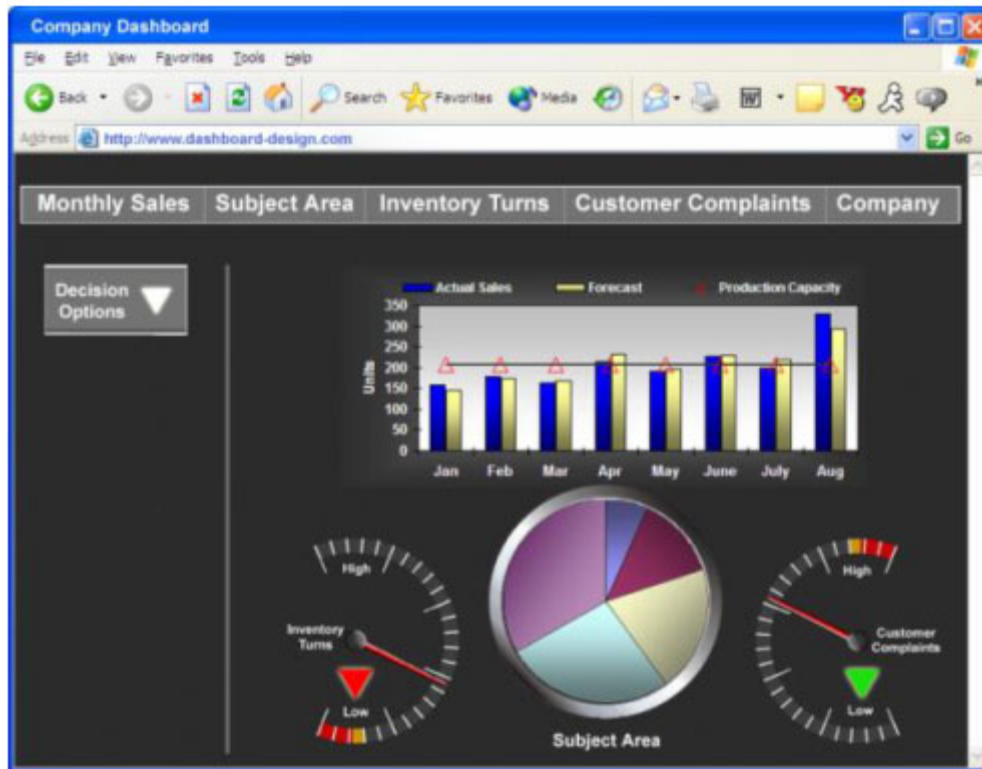 Company Dashboard
File Edit View Favorites Tools Help
Back Search Favorites Media
Address http://www.dashboard-design.com Go
Monthly Sales Subject Area Inventory Turns Customer Complaints Company
Decision
Options
Actual Sales Forecast Production Capacity
350
300
250
200
150
100
50
0
Units
Jan Feb Mar Apr May June July Aug
High
Inventory
Turns
Low
High
Customer
Complaints
Low
Subject Area